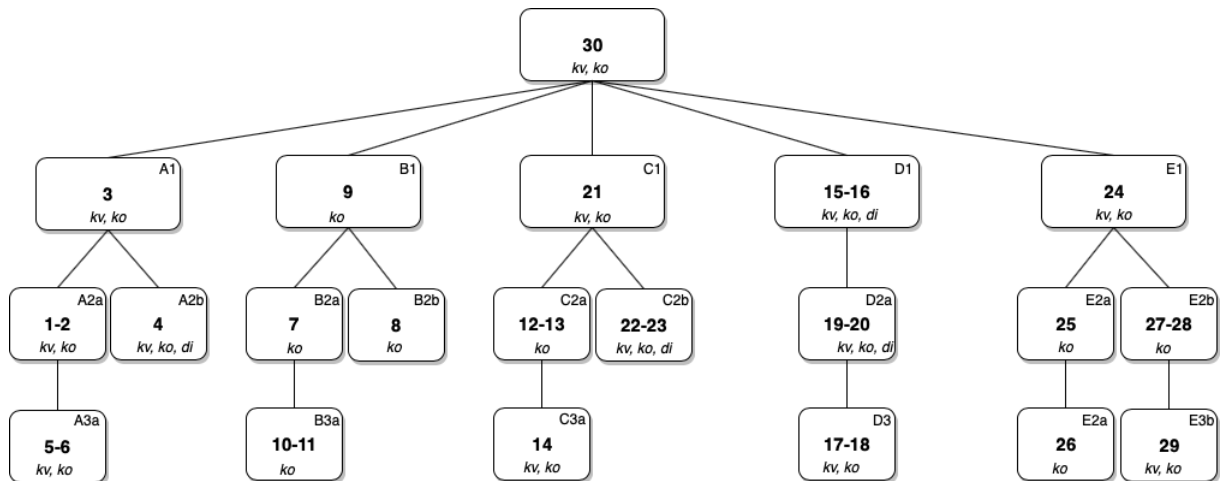 30
kv, ko
A1
3
kv, ko
B1
9
ko
C1
21
kv, ko
D1
15-16
kv, ko, di
E1
24
kv, ko
A2a
1-2
kv, ko
A2b
4
kv, ko, di
B2a
7
ko
B2b
8
ko
C2a
12-13
ko
C2b
22-23
kv, ko, di
D2a
19-20
kv, ko, di
E2a
25
ko
E2b
27-28
ko
A3a
5-6
kv, ko
B3a
10-11
ko
C3a
14
kv, ko
D3
17-18
kv, ko
E2a
26
ko
E3b
29
kv, ko